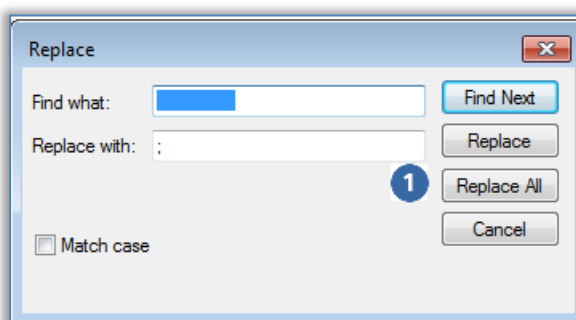 Replace
Find what:
Find Next
Replace with: ;
Replace
1
Replace All
Cancel
Match case